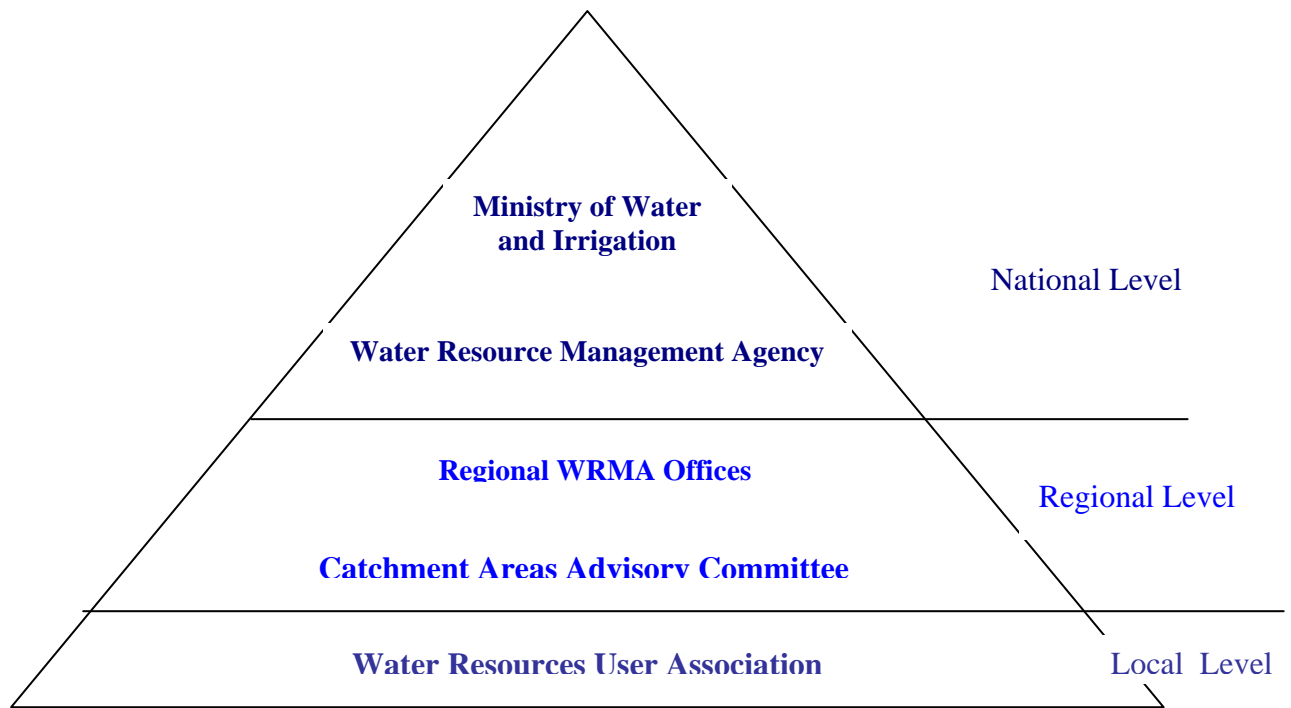 Ministry of Water
and Irrigation
National Level
Water Resource Management Agency
Regional WRMA Offices
Regional Level
Catchment Areas Advisory Committee
Water Resources User Association
Local Level